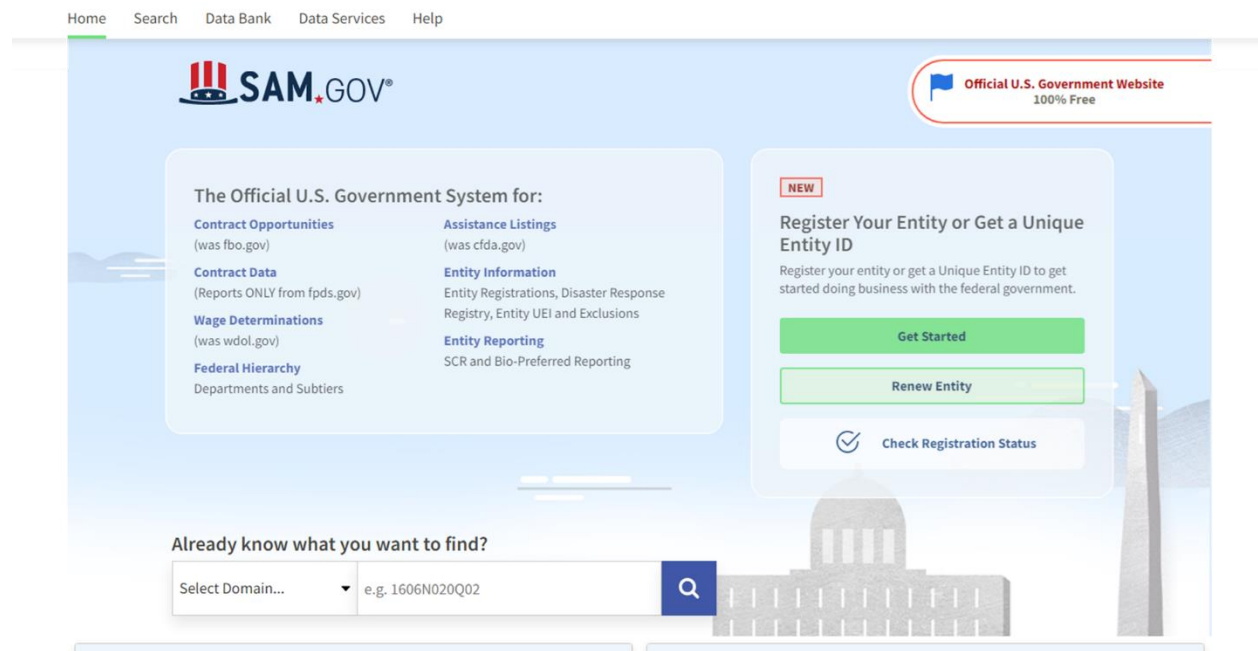 Home Search Data Bank Data Services Help
SAM.GOV®
Official U.S. Government Website
100% Free
The Official U.S. Government System for:
Contract Opportunities
(was fbo.gov)
Contract Data
(Reports ONLY from fpds.gov)
Wage Determinations
(was wdol.gov)
Federal Hierarchy
Departments and Subtiers
Assistance Listings
(was cfda.gov)
Entity Information
Entity Registrations, Disaster Response
Registry, Entity UEI and Exclusions
Entity Reporting
SCR and Bio-Preferred Reporting
NEW
Register Your Entity or Get a Unique
Entity ID
Register your entity or get a Unique Entity ID to get
started doing business with the federal government.
Get Started
Renew Entity
Check Registration Status
Already know what you want to find?
Select Domain... e.g. 1606N020Q02